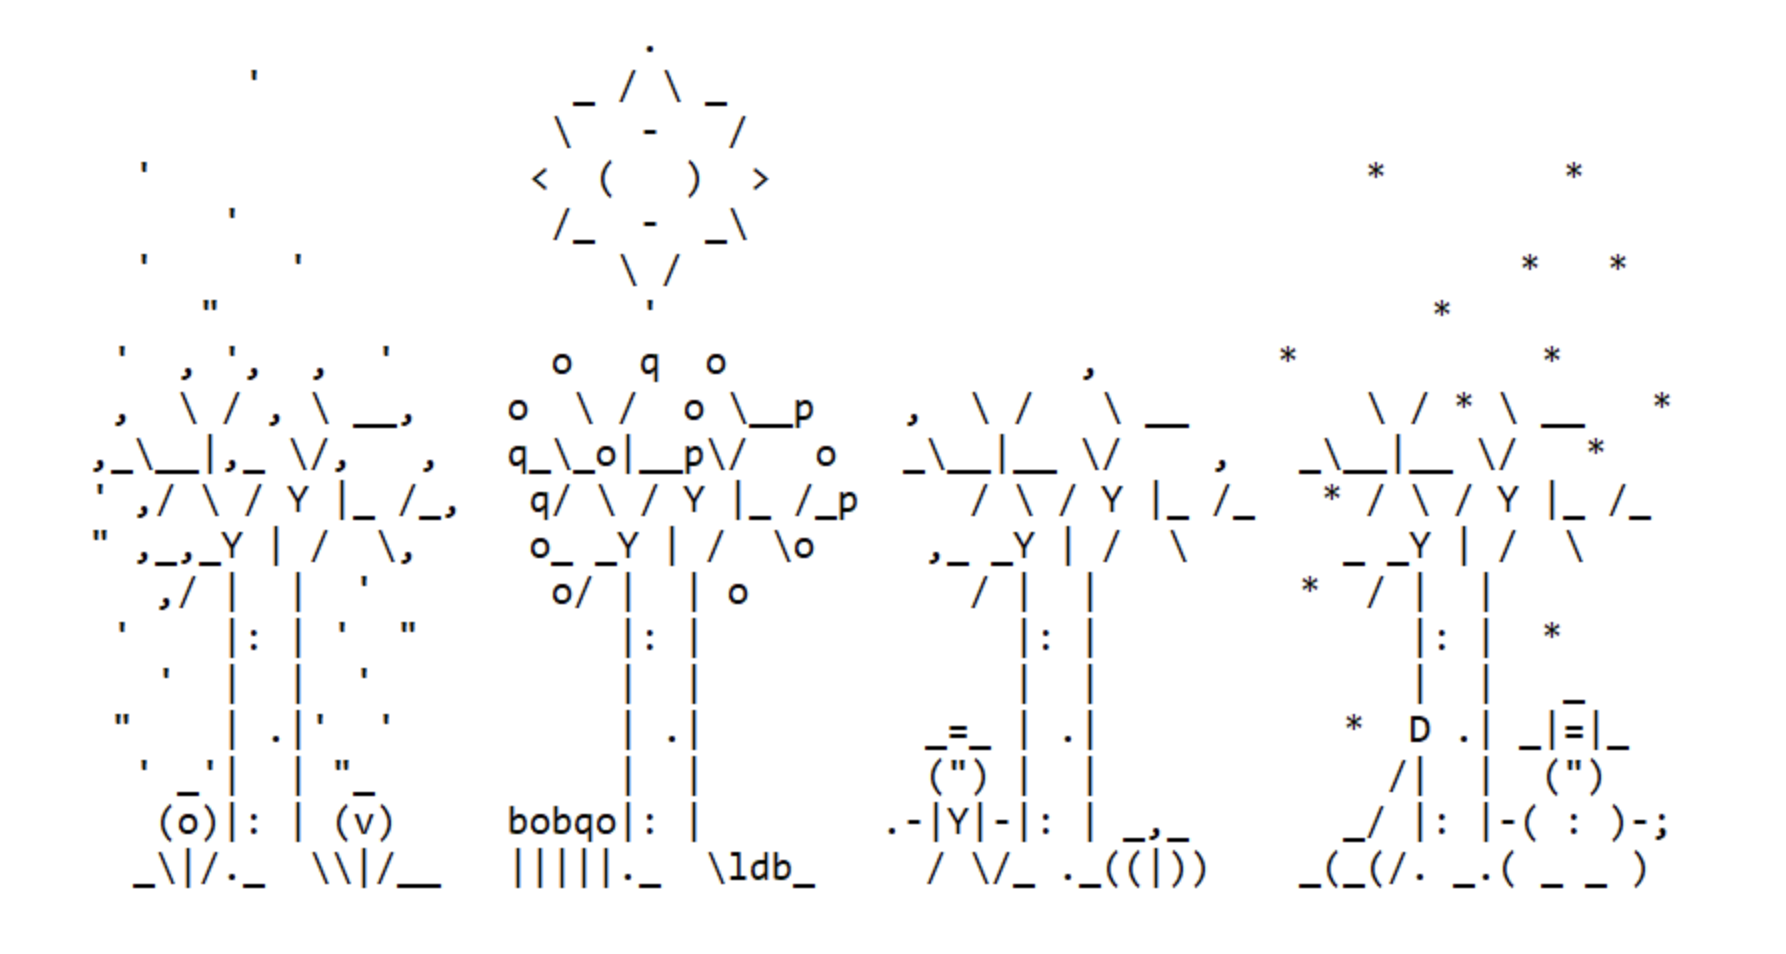 .
       '              _ / \ _
                     \   -   /
  '                 <  (   )  >                           *        *
      '              /_  -  _\
  '      '              \ /                                      *   *
     "                   '                                   *
 '  , ',  ,  '       o   q  o                45        *           *
 ,  \ / , \ __,    o  \ /  o \__p    ,  \ /   \ __        \ / * \ __   *
,_\__|,_ \/,   ,   q_\_o|__p\/   o   _\__|__ \/    ,   _\__|__ \/   *
' ,/ \ / Y |_ /_,   q/ \ / Y |_ /_p     / \ / Y |_ /_   * / \ / Y |_ /_
" ,_,_Y | /  \,     o_ _Y | /  \o     ,_ _Y | /  \       _ _Y | /  \
   ,/ |  |  '        o/ |  | o          / |  |         *  / |  |
 '    |: | '  "         |: |              |: |              |: |  *
   '  |  |  '           |  |              |  |              |  |   _
 "    | .|'  '          | .|          _=_ | .|           *  D .| _|=|_
  ' _'|  | "_           |  |          (") |  |             /|  |  (")
   (o)|: | (v)     bobqo|: |        .-|Y|-|: | _,_       _/ |: |-( : )-;
  _\|/._  \\|/__   |||||._  \ldb_     / \/_ ._((|))    _(_(/. _.( _ _ )